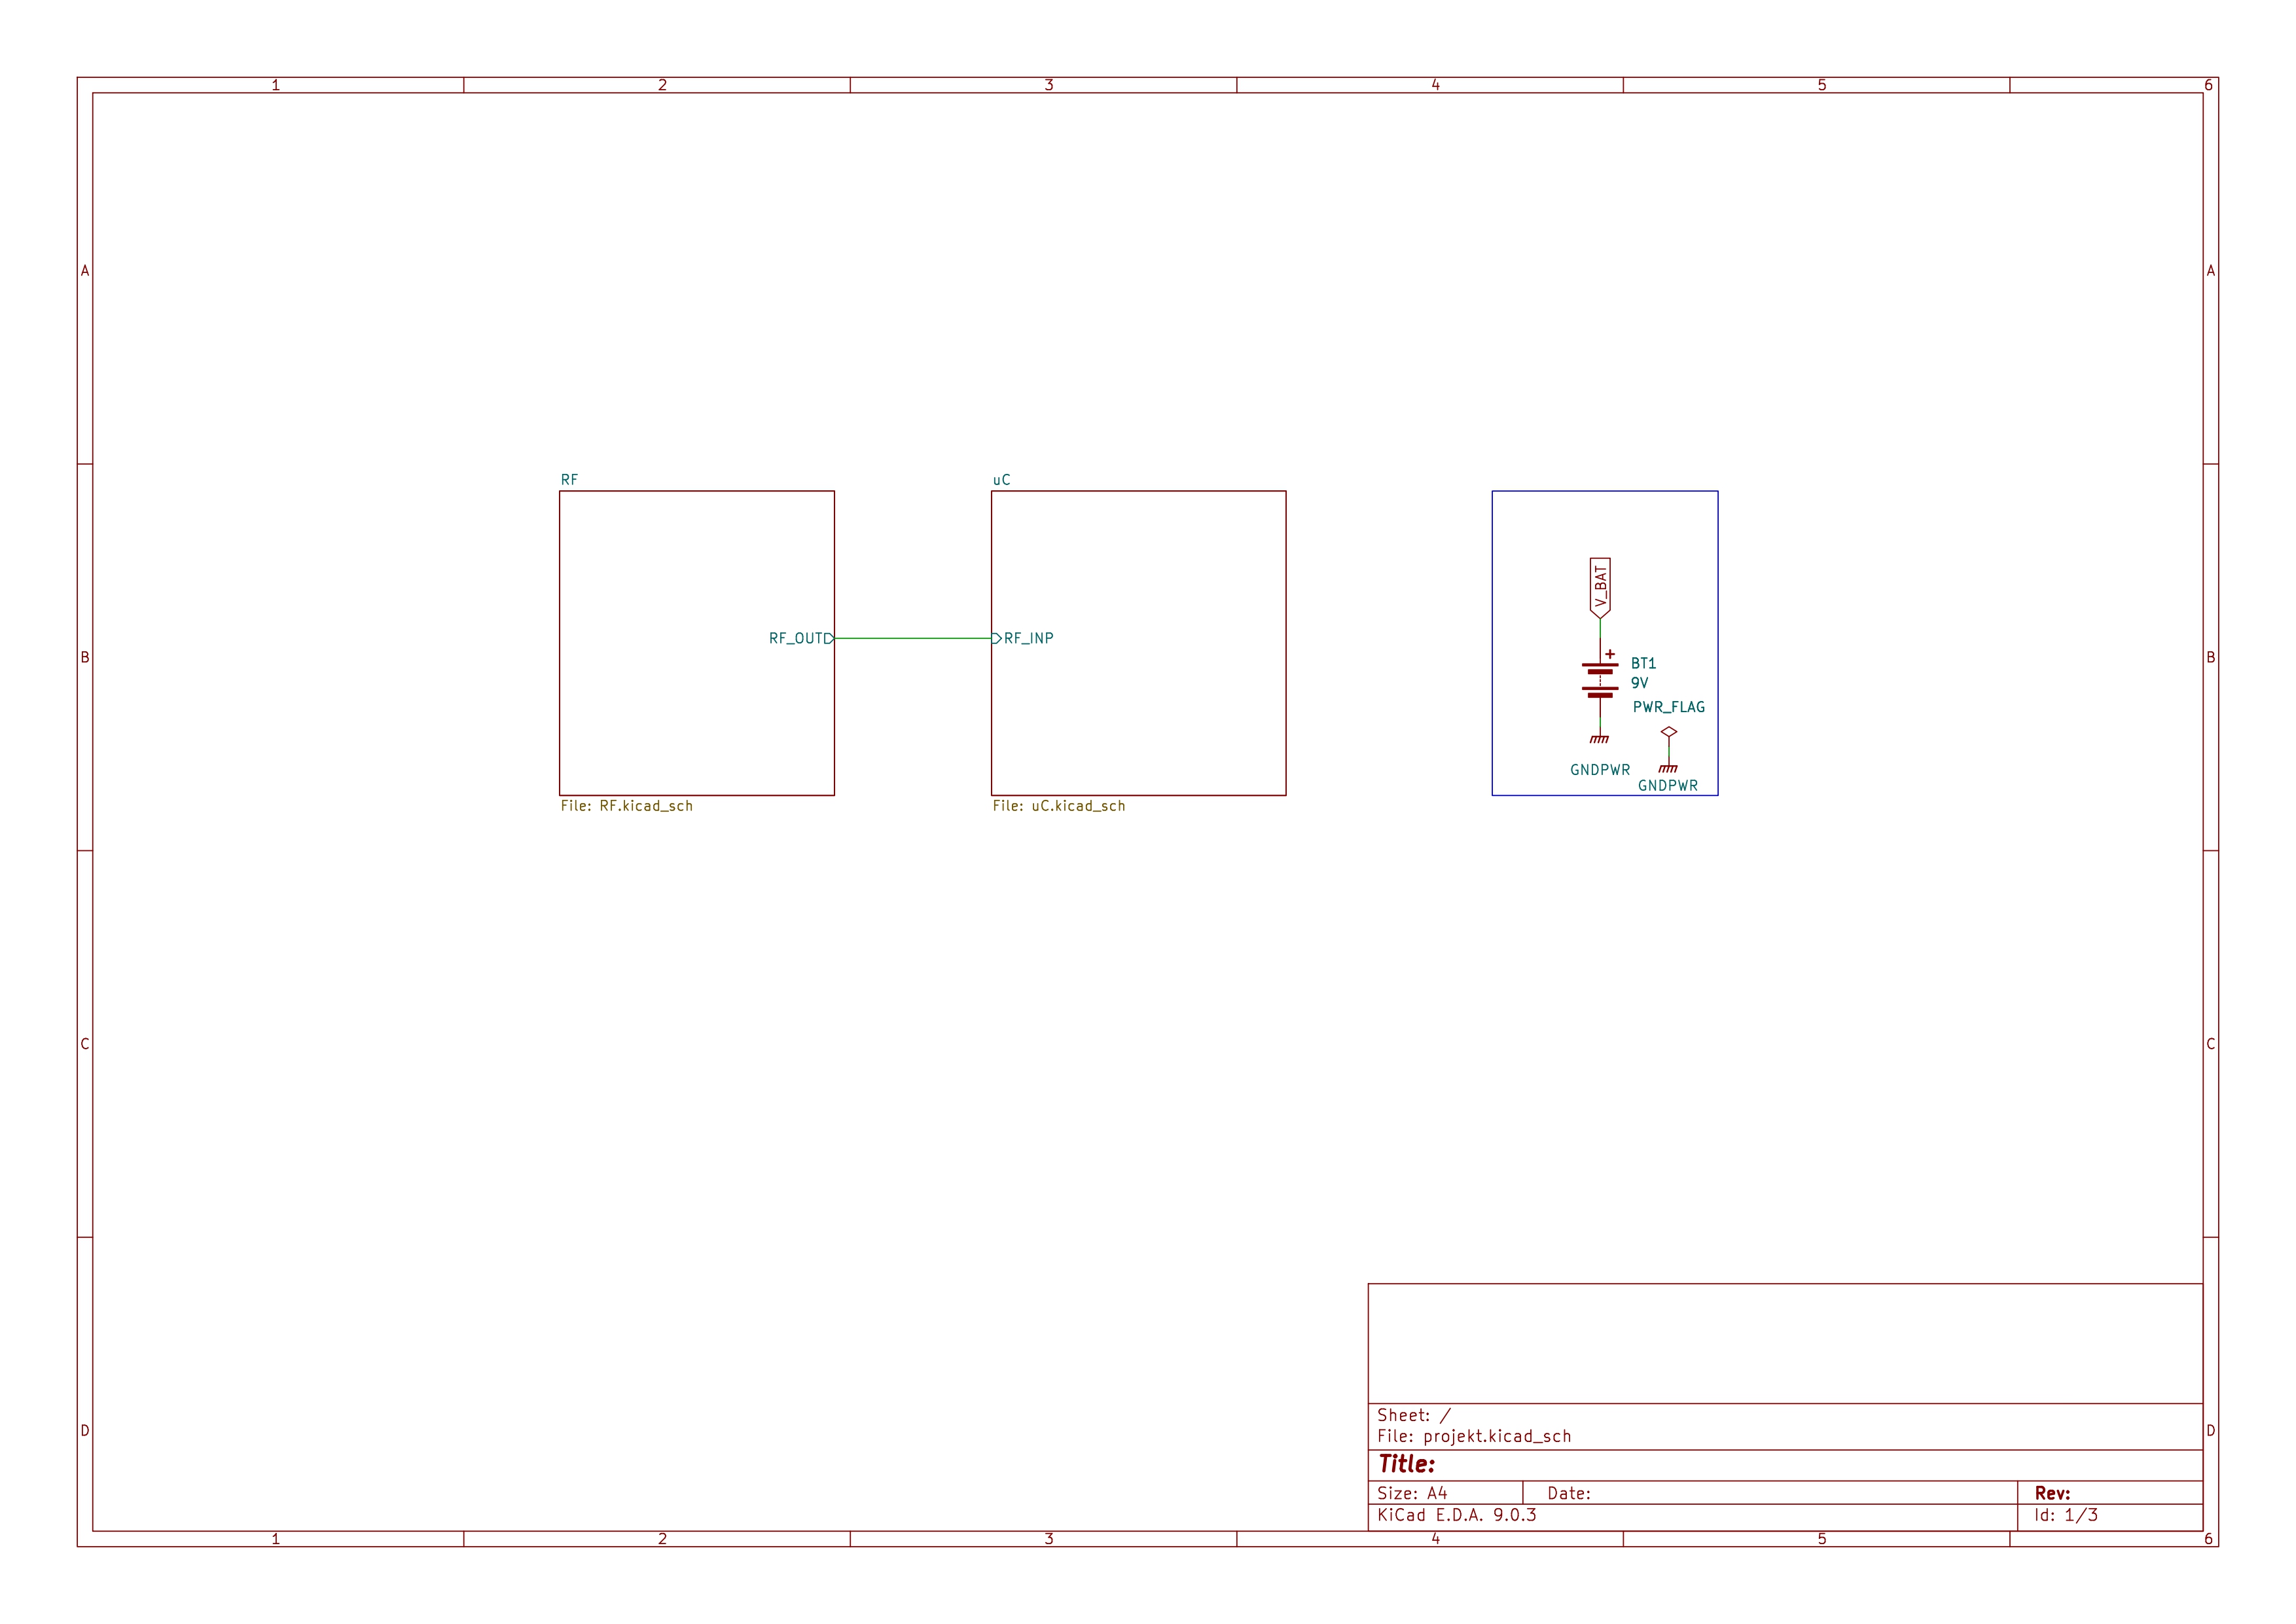 1 2 3 4 5 6
A A
RF uC
V_BAT
B B
RF_OUT RF_INP
BT1
9V
PWR_FLAG
GNDPWR
GNDPWR
File: RF.kicad_sch File: uC.kicad_sch
C C
Sheet: /
File: projekt.kicad_sch
D D
Title:
Size: A4 Date: Rev:
KiCad E.D.A. 9.0.3 Id: 1/3
1 2 3 4 5 6